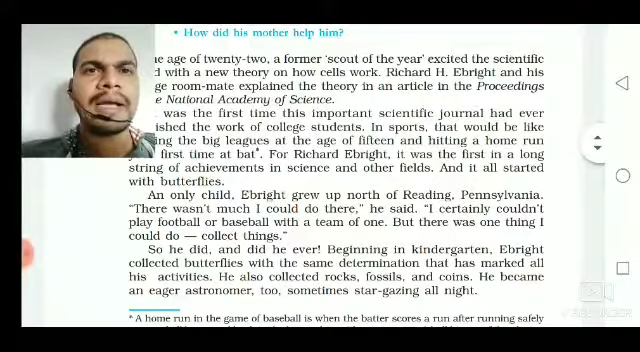 • How did his mother help him?
age of twenty-two, a former ‘scout of the year’ excited the scientific
with a new theory on how cells work. Richard H. Ebright and his
room-mate explained the theory in an article in the Proceedings
National Academy of Science.
was the first time this important scientific journal had ever
the work of college students. In sports, that would be like
the big leagues at the age of fifteen and hitting a home run
first time at bat*. For Richard Ebright, it was the first in a long
string of achievements in science and other fields. And it all started
with butterflies.
An only child, Ebright grew up north of Reading, Pennsylvania.
“There wasn’t much I could do there,” he said. “I certainly couldn’t
play football or baseball with a team of one. But there was one thing I
could do — collect things.”
So he did, and did he ever! Beginning in kindergarten, Ebright
collected butterflies with the same determination that has marked all
his activities. He also collected rocks, fossils, and coins. He became
an eager astronomer, too, sometimes star-gazing all night.
* A home run in the game of baseball is when the batter scores a run after running safely